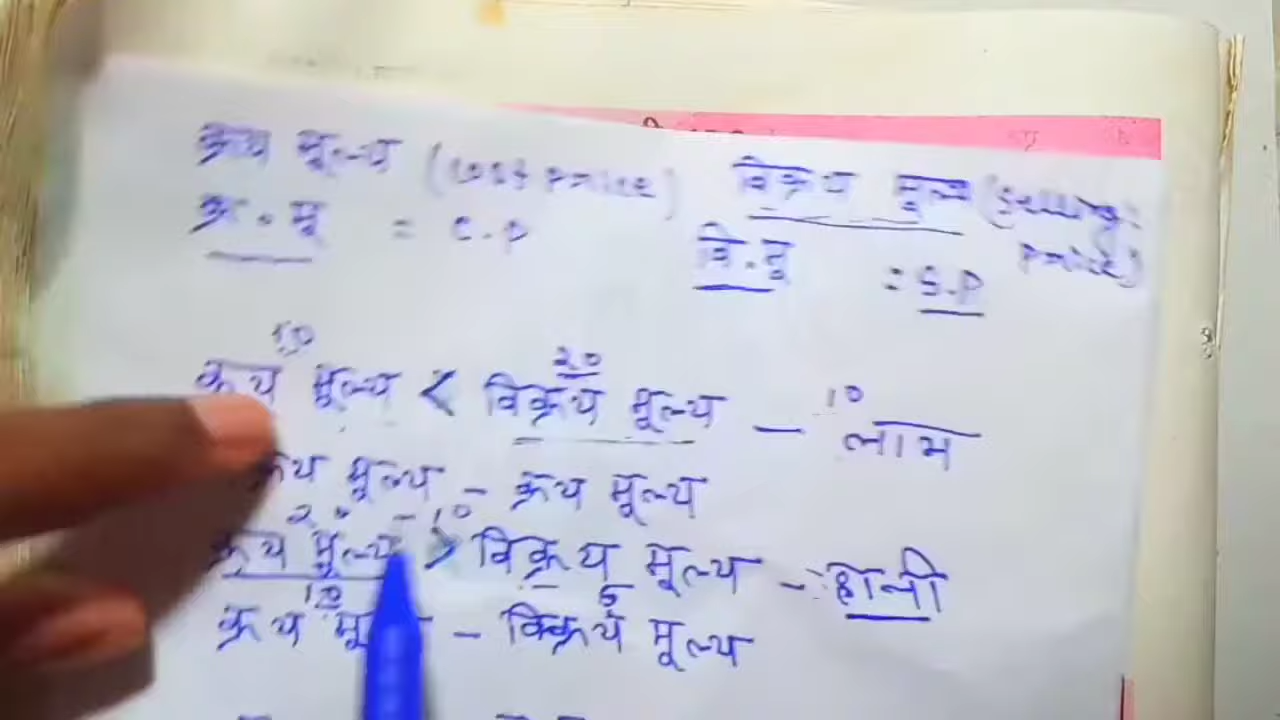 क्रय मूल्य (Cost Price) विक्रय मूल्य (Selling Price)
क्र.मू = C.P वि.मू = S.P
10 20 10
क्रय मूल्य < विक्रय मूल्य – लाभ
क्रय मूल्य – क्रय मूल्य
20 – 10
क्रय मूल्य > विक्रय मूल्य – हानी
10 5
क्रय – विक्रय मूल्य